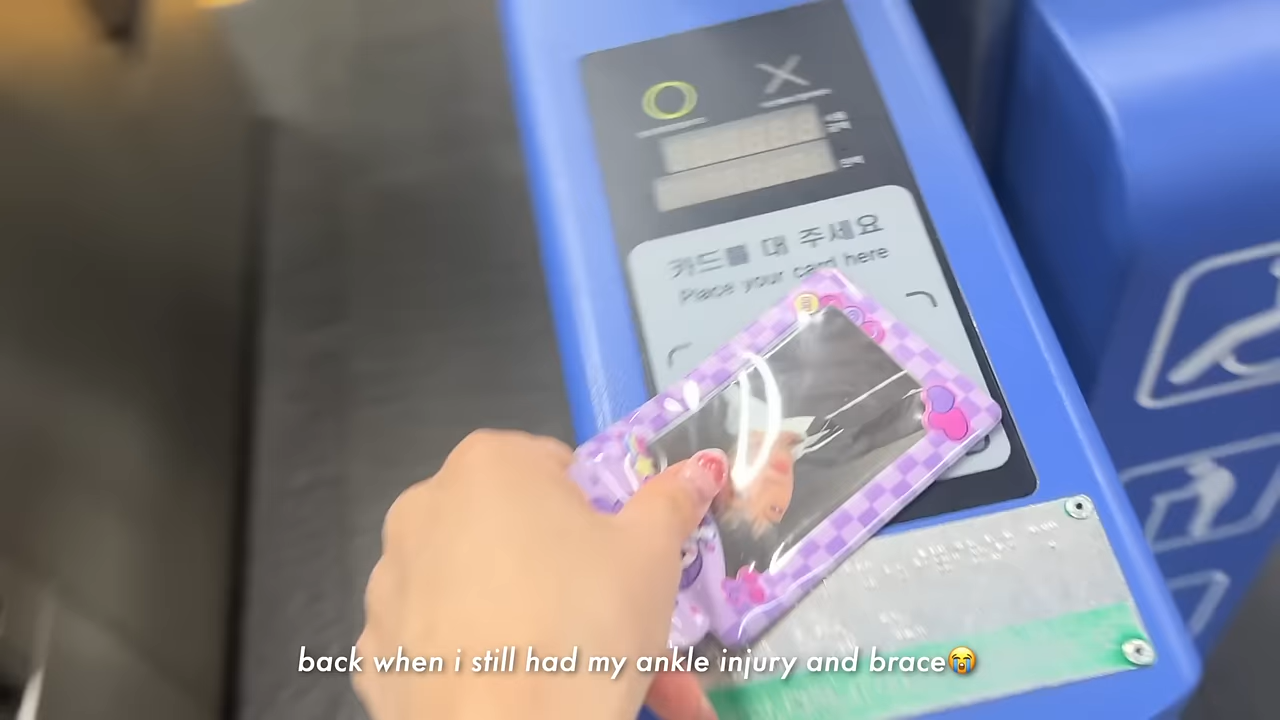 O X
카드를 대 주세요
Place your card here
back when i still had my ankle injury and brace😭